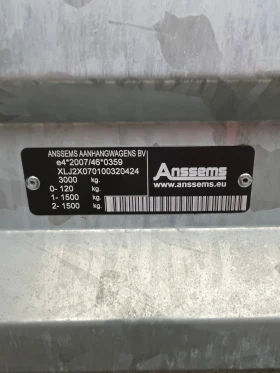 ANSSEMS AANHANGWAGENS BV
e4*2007/46*0359
XLJ2X070100320424
3000 kg.
0- 120 kg.
1- 1500 kg.
2- 1500 kg.
Anssems
www.anssems.eu